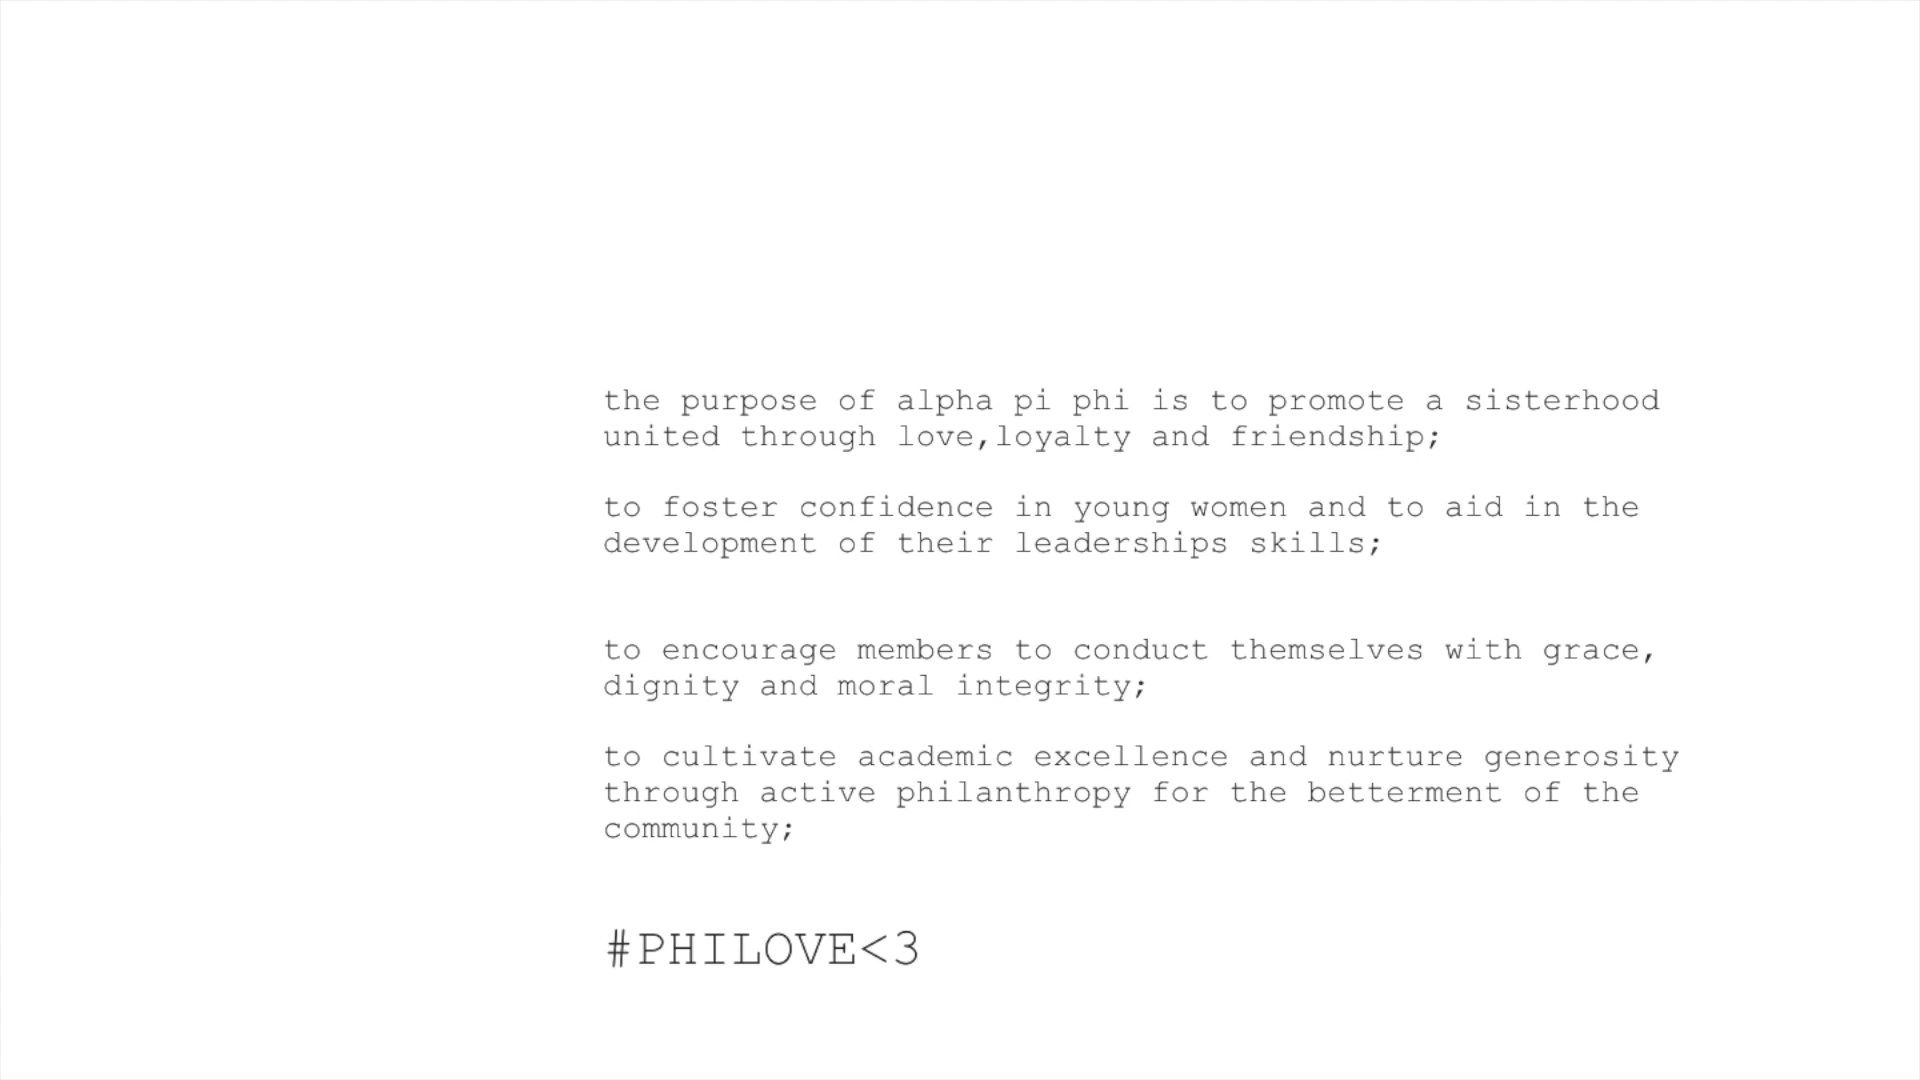 the purpose of alpha pi phi is to promote a sisterhood
united through love,loyalty and friendship;
to foster confidence in young women and to aid in the
development of their leaderships skills;
to encourage members to conduct themselves with grace,
dignity and moral integrity;
to cultivate academic excellence and nurture generosity
through active philanthropy for the betterment of the
community;
#PHILOVE<3